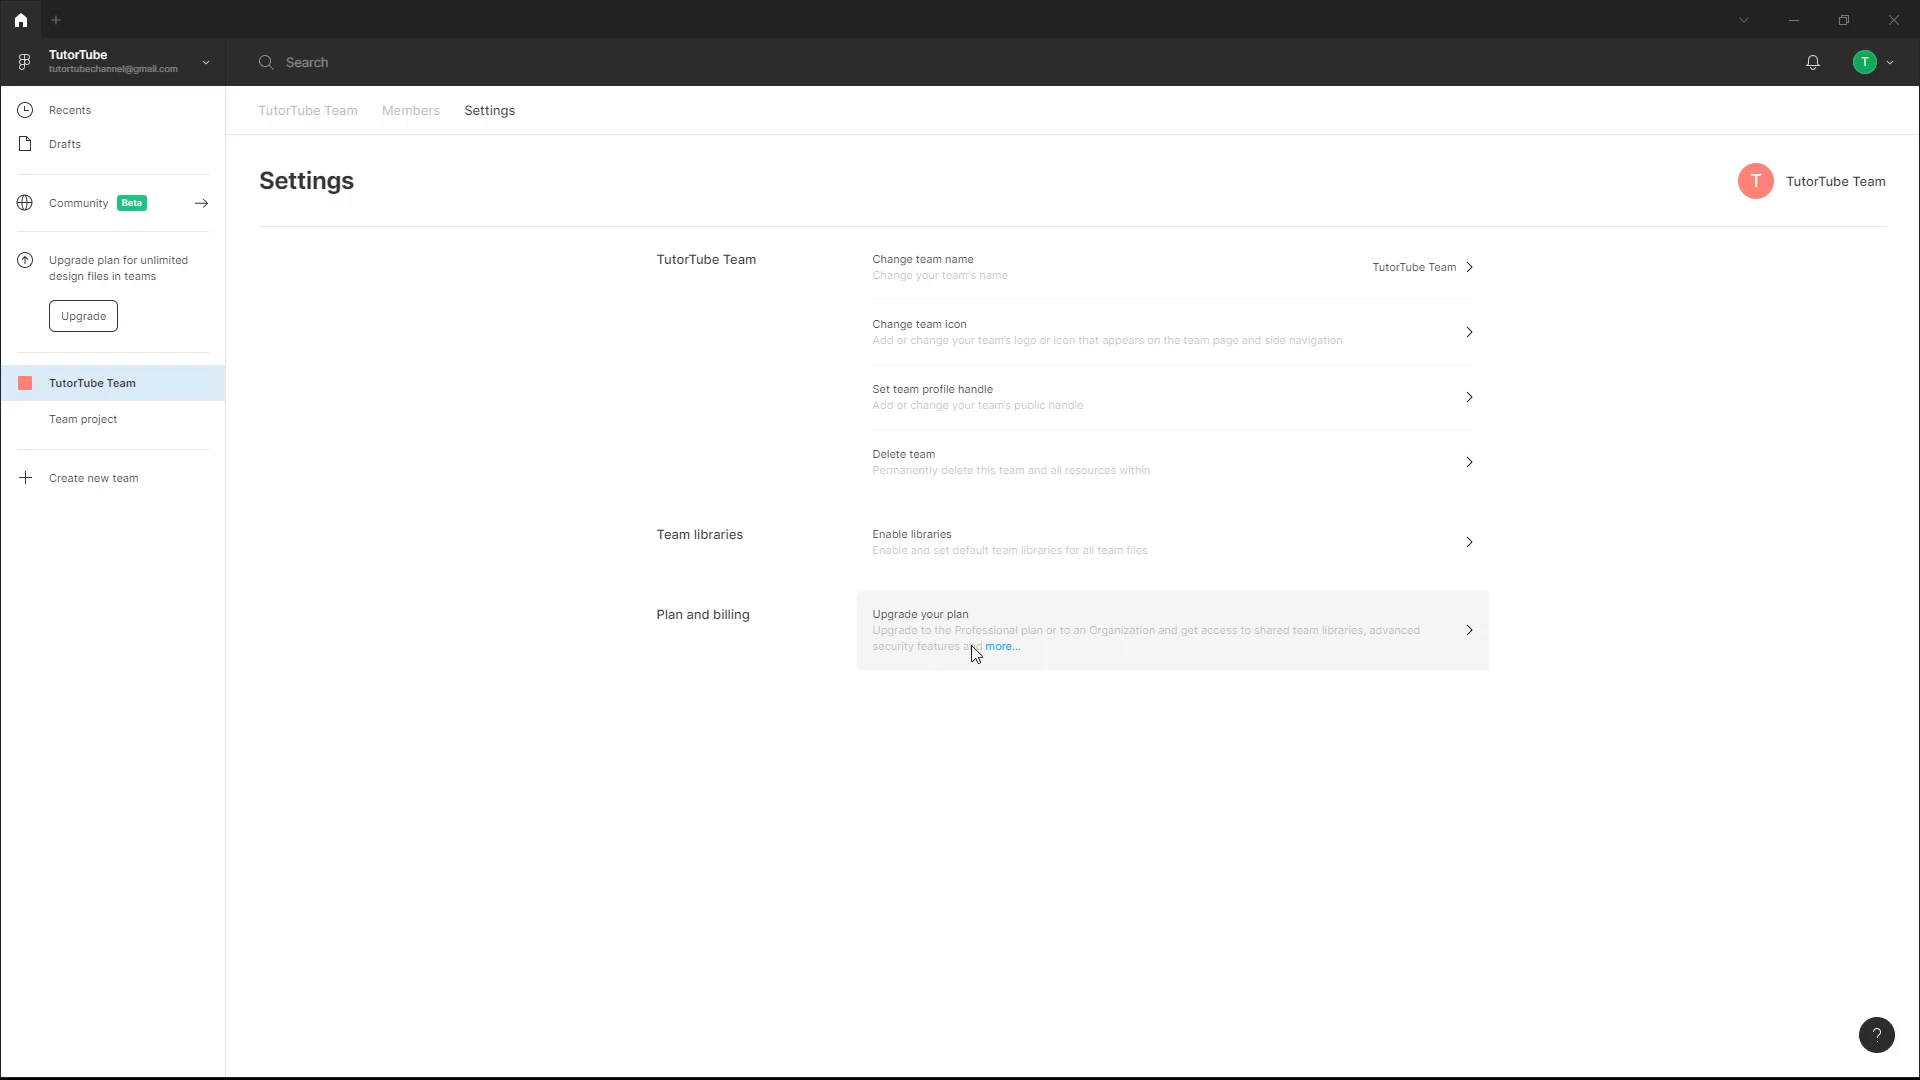 TutorTube
tutortubechannel@gmail.com
Search
T
Recents
Drafts
Community Beta
Upgrade plan for unlimited
design files in teams
Upgrade
TutorTube Team
Team project
Create new team
TutorTube Team Members Settings
Settings
T TutorTube Team
TutorTube Team
Change team name
Change your team's name
TutorTube Team
Change team icon
Add or change your team's logo or icon that appears on the team page and side navigation
Set team profile handle
Add or change your team's public handle
Delete team
Permanently delete this team and all resources within
Team libraries
Enable libraries
Enable and set default team libraries for all team files
Plan and billing
Upgrade your plan
Upgrade to the Professional plan or to an Organization and get access to shared team libraries, advanced
security features and more...
?